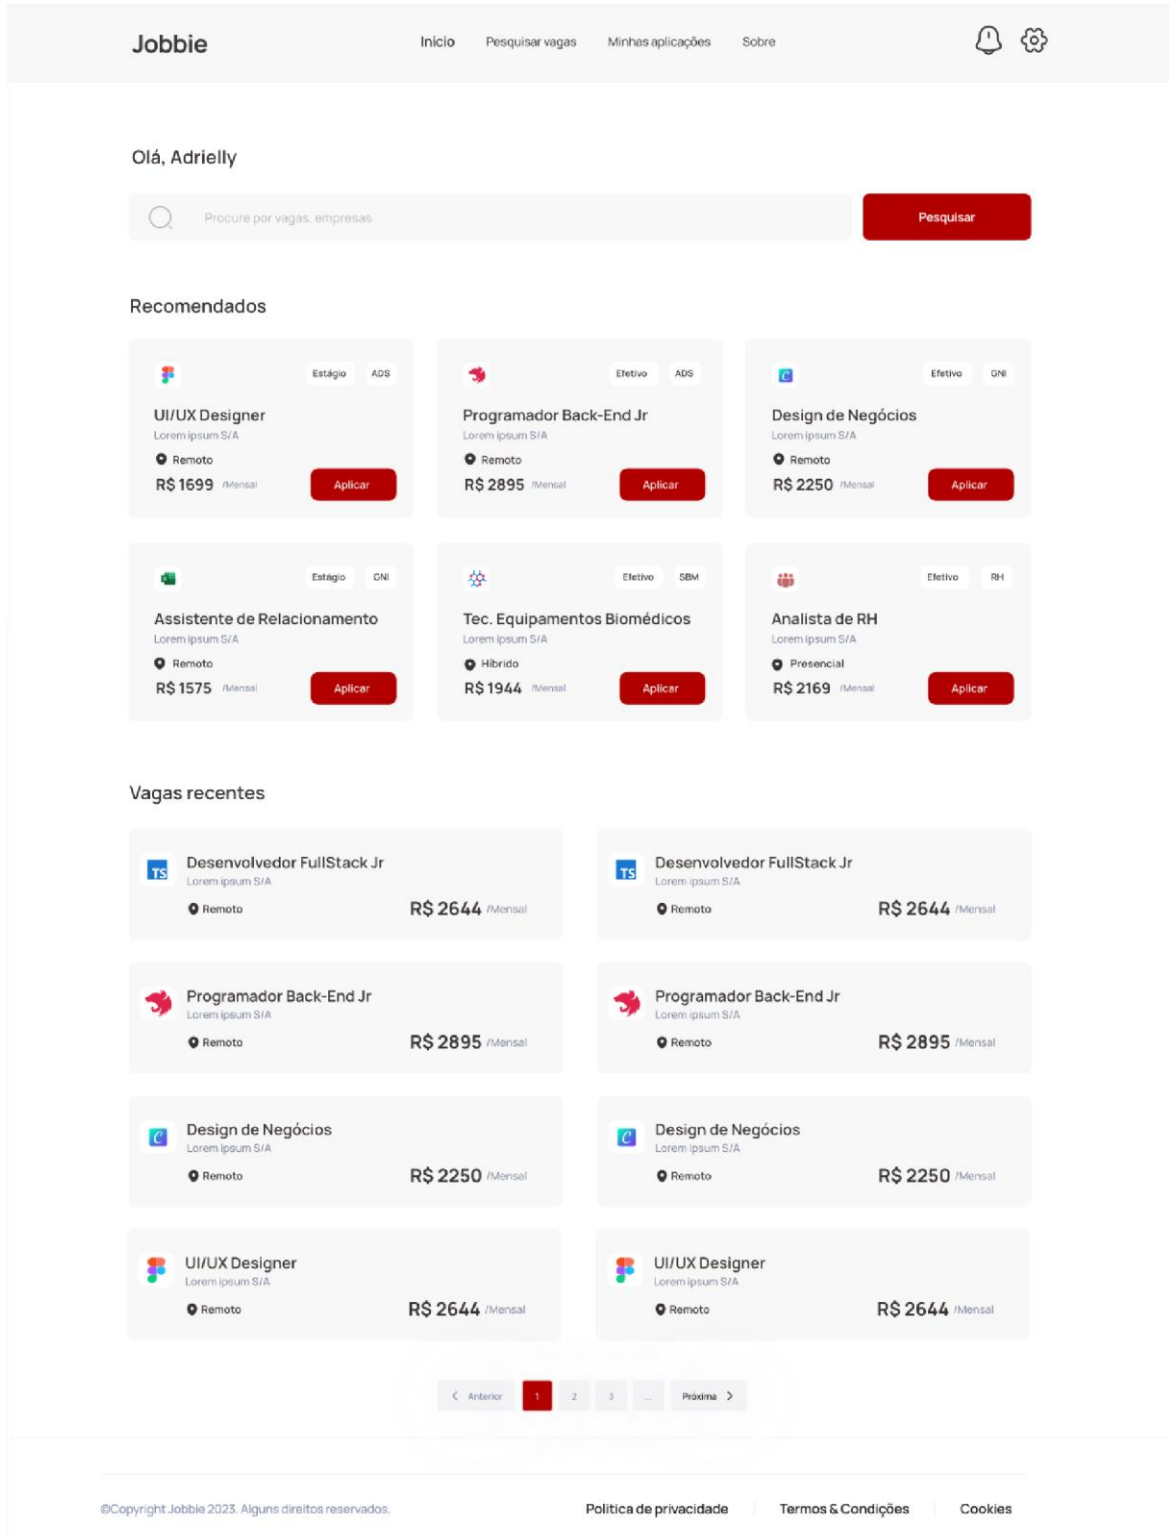 Jobbie
Inicio Pesquisar vagas Minhas aplicações Sobre
Olá, Adrielly
Procure por vagas, empresas
Pesquisar
Recomendados
Estágio ADS
UI/UX Designer
Lorem ipsum S/A
Remoto
R$ 1699 /Mensal
Aplicar
Efetivo ADS
Programador Back-End Jr
Lorem ipsum S/A
Remoto
R$ 2895 /Mensal
Aplicar
Efetivo GNI
Design de Negócios
Lorem ipsum S/A
Remoto
R$ 2250 /Mensal
Aplicar
Estágio GNI
Assistente de Relacionamento
Lorem ipsum S/A
Remoto
R$ 1575 /Mensal
Aplicar
Efetivo SBM
Tec. Equipamentos Biomédicos
Lorem ipsum S/A
Híbrido
R$ 1944 /Mensal
Aplicar
Efetivo RH
Analista de RH
Lorem ipsum S/A
Presencial
R$ 2169 /Mensal
Aplicar
Vagas recentes
TS
Desenvolvedor FullStack Jr
Lorem ipsum S/A
Remoto
R$ 2644 /Mensal
TS
Desenvolvedor FullStack Jr
Lorem ipsum S/A
Remoto
R$ 2644 /Mensal
Programador Back-End Jr
Lorem ipsum S/A
Remoto
R$ 2895 /Mensal
Programador Back-End Jr
Lorem ipsum S/A
Remoto
R$ 2895 /Mensal
Design de Negócios
Lorem ipsum S/A
Remoto
R$ 2250 /Mensal
Design de Negócios
Lorem ipsum S/A
Remoto
R$ 2250 /Mensal
UI/UX Designer
Lorem ipsum S/A
Remoto
R$ 2644 /Mensal
UI/UX Designer
Lorem ipsum S/A
Remoto
R$ 2644 /Mensal
Anterior 1 2 3 ... Próxima
©Copyright Jobbie 2023. Alguns direitos reservados.
Politica de privacidade Termos & Condições Cookies